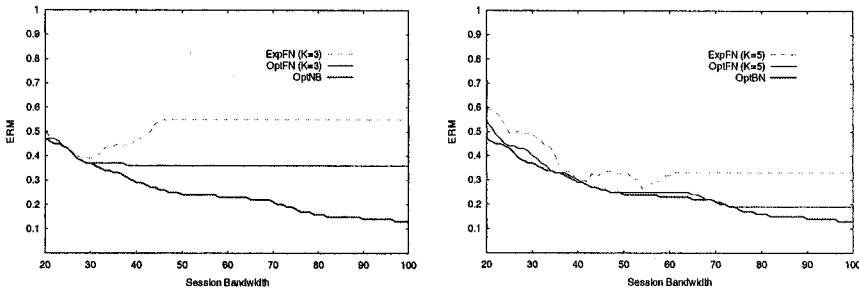 1
0.9
0.8
0.7
0.6
0.5
0.4
0.3
0.2
0.1
ERM
ExpFN (K=3)
OptFN (K=3)
OptNB
20 30 40 50 60 70 80 90 100
Session Bandwidth
1
0.9
0.8
0.7
0.6
0.5
0.4
0.3
0.2
0.1
ERM
ExpFN (K=5)
OptFN (K=5)
OptBN
20 30 40 50 60 70 80 90 100
Session Bandwidth